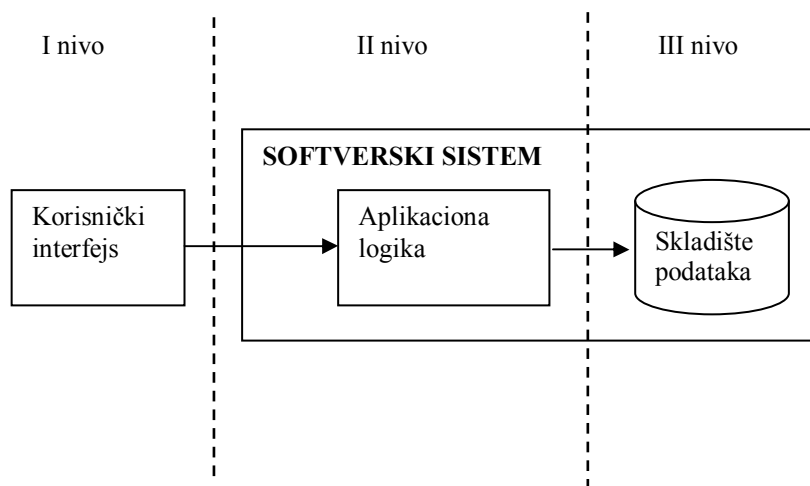 I nivo
II nivo
III nivo
SOFTVERSKI SISTEM
Korisnički
interfejs
Aplikaciona
logika
Skladište
podataka